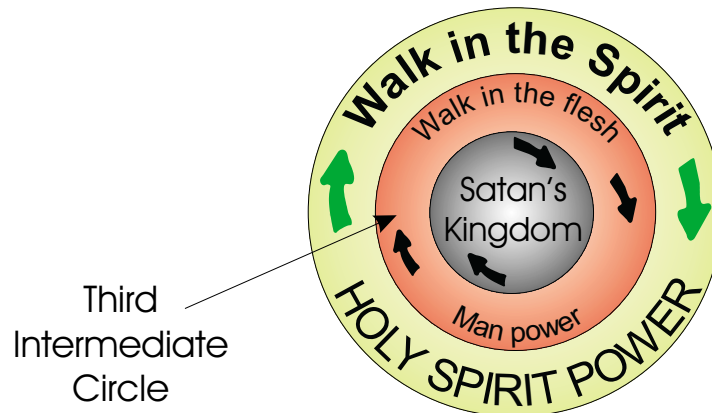 Walk in the Spirit
Walk in the flesh
Satan's
Kingdom
Man power
HOLY SPIRIT POWER
Third
Intermediate
Circle